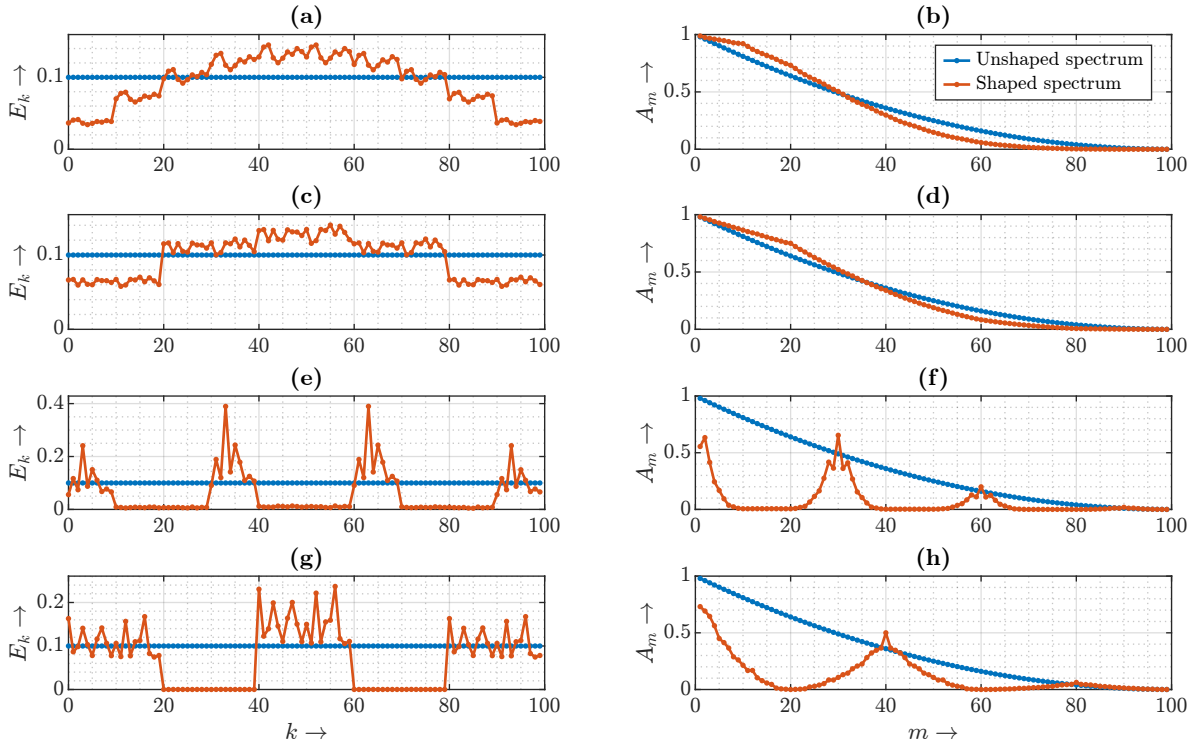 (a) (b)
E_k → 0.1 0
0 20 40 60 80 100
A_m → 1 0.5 0
Unshaped spectrum
Shaped spectrum
0 20 40 60 80 100
(c) (d)
E_k → 0.1 0
0 20 40 60 80 100
A_m → 1 0.5 0
0 20 40 60 80 100
(e) (f)
E_k → 0.4 0.2 0
0 20 40 60 80 100
A_m → 1 0.5 0
0 20 40 60 80 100
(g) (h)
E_k → 0.2 0.1 0
0 20 40 60 80 100
k →
A_m → 1 0.5 0
0 20 40 60 80 100
m →